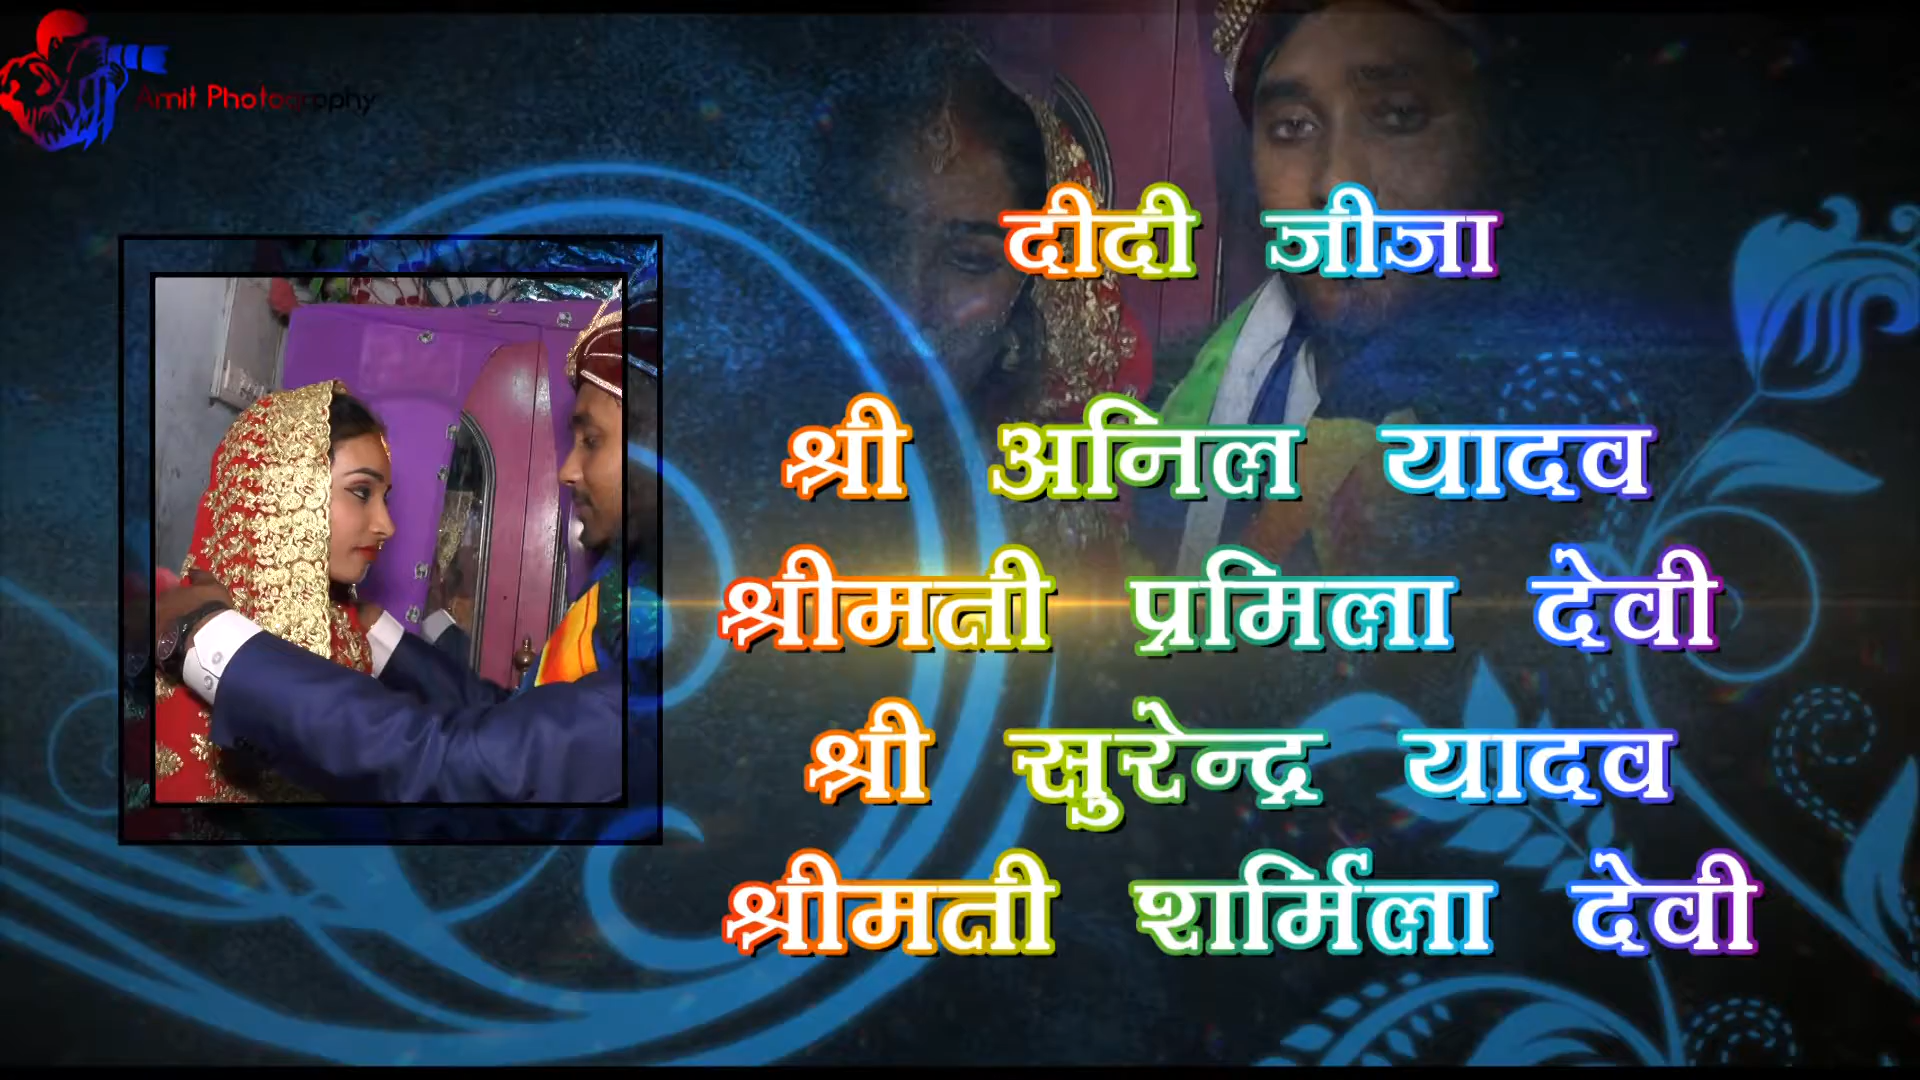 Amit Photography
दीदी जीजा
श्री अनिल यादव
श्रीमती प्रमिला देवी
श्री सुरेन्द्र यादव
श्रीमती शर्मिला देवी